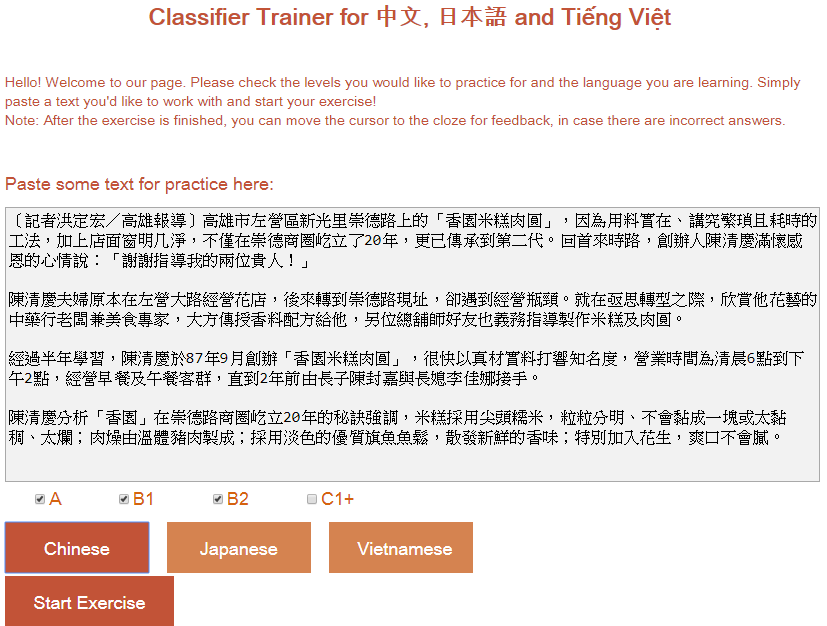 Classifier Trainer for 中文, 日本語 and Tiếng Việt
Hello! Welcome to our page. Please check the levels you would like to practice for and the language you are learning. Simply
paste a text you'd like to work with and start your exercise!
Note: After the exercise is finished, you can move the cursor to the cloze for feedback, in case there are incorrect answers.
Paste some text for practice here:
〔記者洪定宏／高雄報導〕高雄市左營區新光里崇德路上的「香園米糕肉圓」，因為用料實在、講究繁瑣且耗時的
工法，加上店面窗明几淨，不僅在崇德商圈屹立了20年，更已傳承到第二代。回首來時路，創辦人陳清慶滿懷感
恩的心情說：「謝謝指導我的兩位貴人！」
陳清慶夫婦原本在左營大路經營花店，後來轉到崇德路現址，卻遇到經營瓶頸。就在亟思轉型之際，欣賞他花藝的
中藥行老闆兼美食專家，大方傳授香料配方給他，另位總舖師好友也義務指導製作米糕及肉圓。
經過半年學習，陳清慶於87年9月創辦「香園米糕肉圓」，很快以真材實料打響知名度，營業時間為清晨6點到下
午2點，經營早餐及午餐客群，直到2年前由長子陳封嘉與長媳李佳娜接手。
陳清慶分析「香園」在崇德路商圈屹立20年的秘訣強調，米糕採用尖頭糯米，粒粒分明、不會黏成一塊或太黏
稠、太爛；肉燥由溫體豬肉製成；採用淡色的優質旗魚魚鬆，散發新鮮的香味；特別加入花生，爽口不會膩。
A B1 B2 C1+
Chinese Japanese Vietnamese
Start Exercise